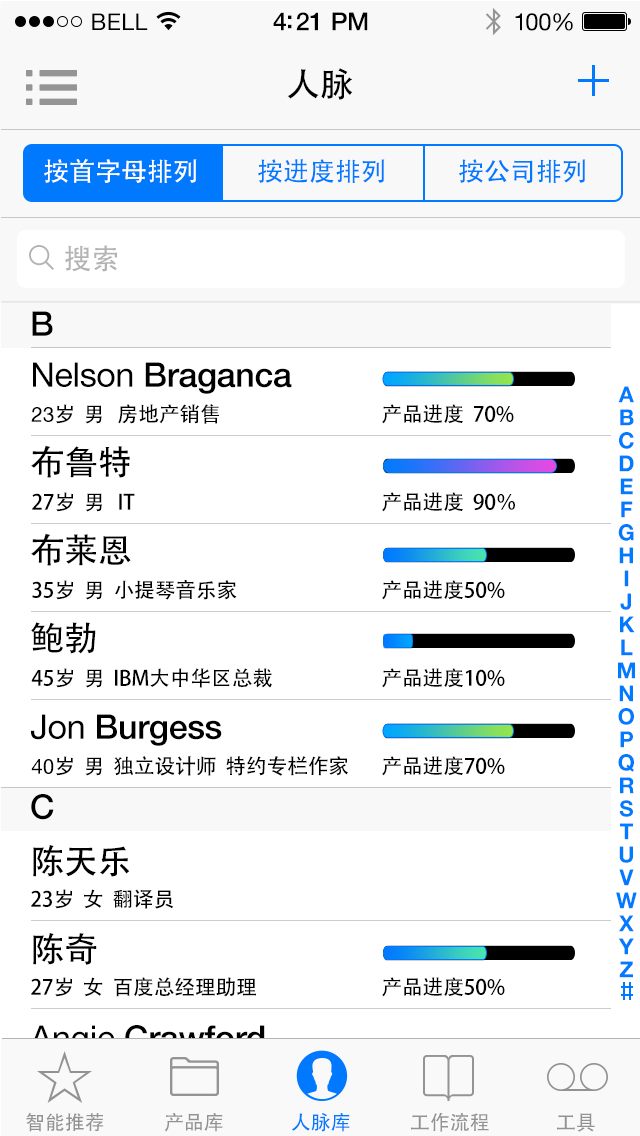 BELL 4:21 PM 100%
人脉
按首字母排列 按进度排列 按公司排列
搜索
B
Nelson Braganca
23岁 男 房地产销售 产品进度 70%
布鲁特
27岁 男 IT 产品进度 90%
布莱恩
35岁 男 小提琴音乐家 产品进度50%
鲍勃
45岁 男 IBM大中华区总裁 产品进度10%
Jon Burgess
40岁 男 独立设计师 特约专栏作家 产品进度70%
C
陈天乐
23岁 女 翻译员
陈奇
27岁 女 百度总经理助理 产品进度50%
Angie Crawford
A
B
C
D
E
F
G
H
I
J
K
L
M
N
O
P
Q
R
S
T
U
V
W
X
Y
Z
#
智能推荐 产品库 人脉库 工作流程 工具